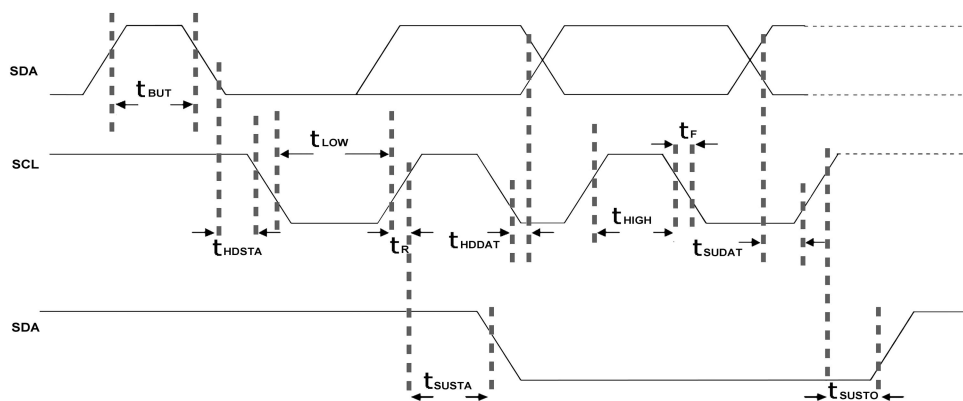 SDA
tBUT
tLOW
tF
SCL
tHIGH
tHDSTA
tR
tHDDAT
tSUDAT
SDA
tSUSTA
tSUSTO